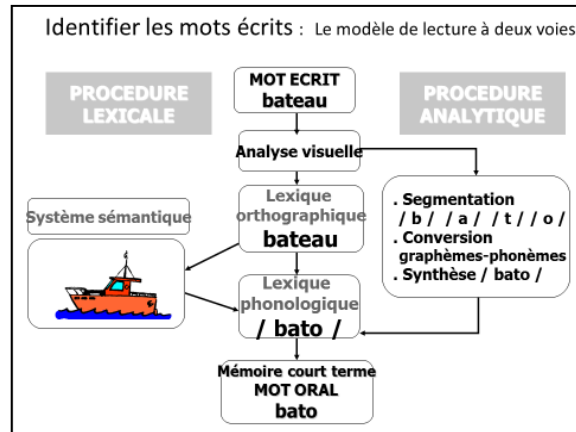 Identifier les mots écrits : Le modèle de lecture à deux voies
PROCEDURE
LEXICALE
MOT ECRIT
bateau
PROCEDURE
ANALYTIQUE
Analyse visuelle
Système sémantique
Lexique
orthographique
bateau
. Segmentation
/ b / / a / / t / / o /
. Conversion
graphèmes-phonèmes
. Synthèse / bato /
Lexique
phonologique
/ bato /
Mémoire court terme
MOT ORAL
bato